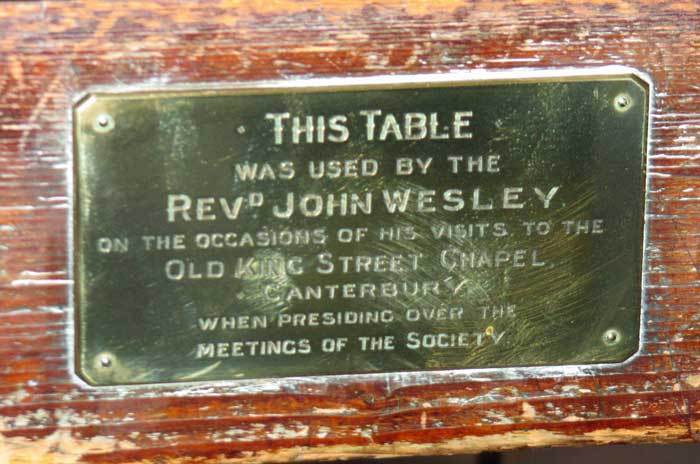 THIS TABLE
WAS USED BY THE
REVD JOHN WESLEY
ON THE OCCASIONS OF HIS VISITS TO THE
OLD KING STREET CHAPEL.
CANTERBURY
WHEN PRESIDING OVER THE
MEETINGS OF THE SOCIETY